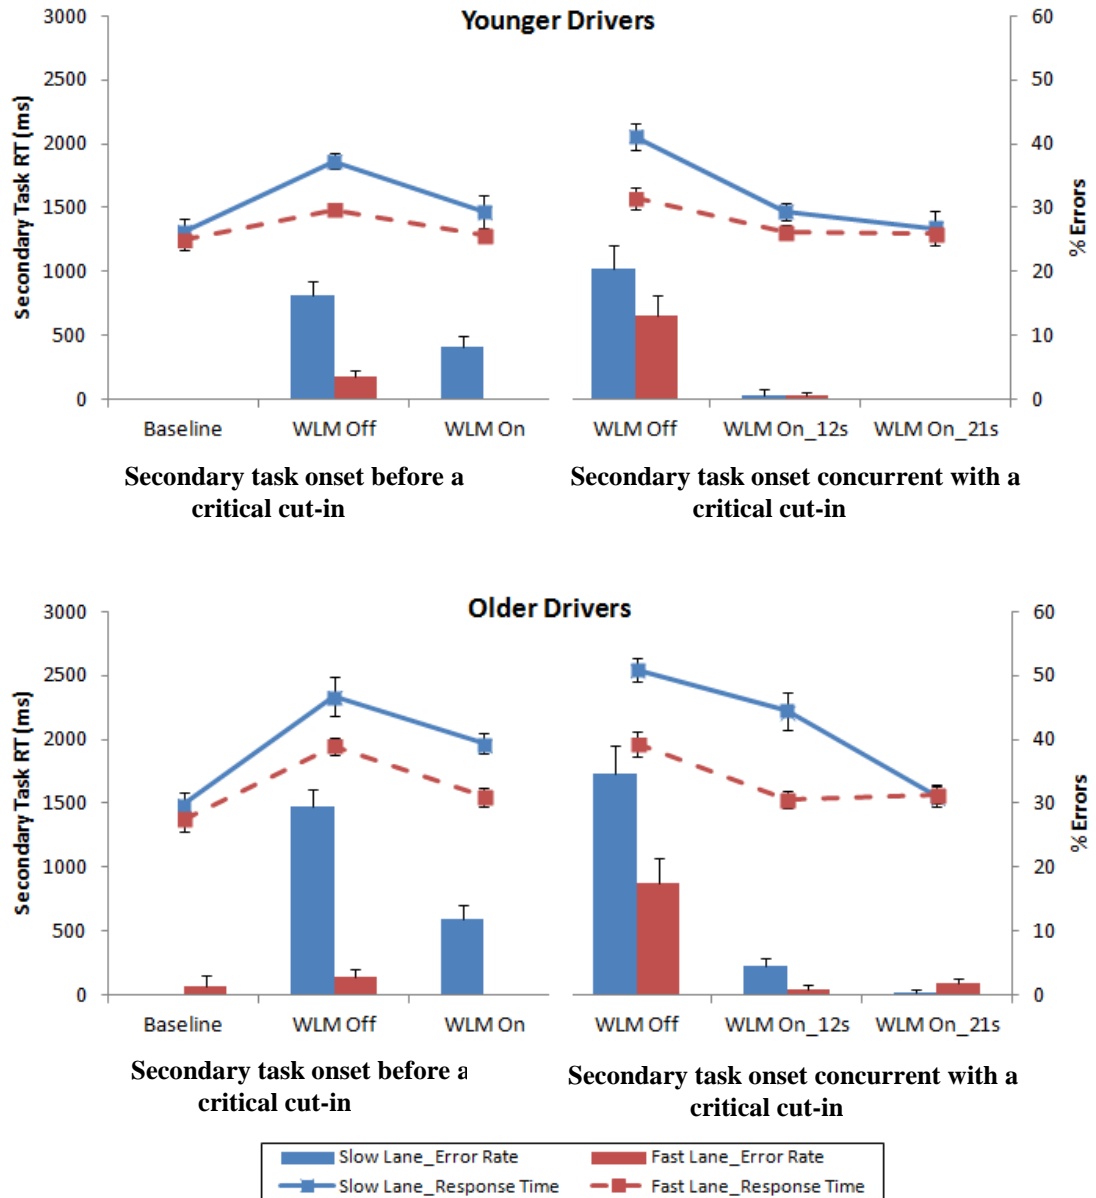 Younger Drivers
3000
2500
2000
1500
1000
500
0
Secondary Task RT (ms)
60
50
40
30
20
10
0
% Errors
Baseline WLM Off WLM On WLM Off WLM On_12s WLM On_21s
Secondary task onset before a
critical cut-in
Secondary task onset concurrent with a
critical cut-in
Older Drivers
3000
2500
2000
1500
1000
500
0
Secondary Task RT (ms)
60
50
40
30
20
10
0
% Errors
Baseline WLM Off WLM On WLM Off WLM On_12s WLM On_21s
Secondary task onset before a
critical cut-in
Secondary task onset concurrent with a
critical cut-in
Slow Lane_Error Rate Fast Lane_Error Rate
Slow Lane_Response Time Fast Lane_Response Time